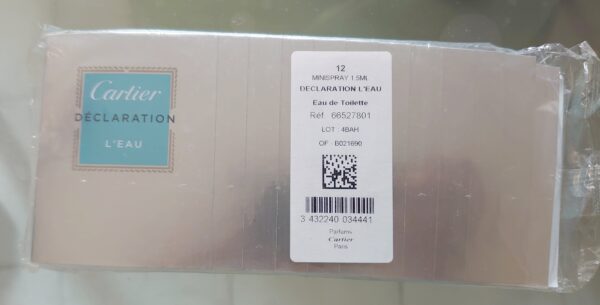 Cartier
DÉCLARATION
L'EAU
12
MINISPRAY 1.5ML
DECLARATION L'EAU
Eau de Toilette
Réf 66527801
LOT : 4BAH
OF : B021690
3 432240 034441
Parfums
Cartier
Paris